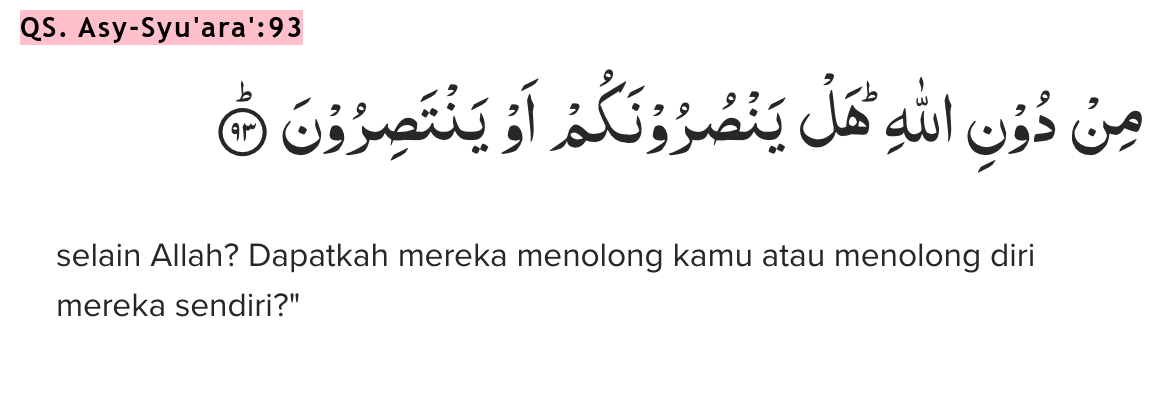 QS. Asy-Syu'ara':93
مِنْ دُوْنِ اللّٰهِ ۗهَلْ يَنْصُرُوْنَكُمْ اَوْ يَنْتَصِرُوْنَ ۗ ٩٣
selain Allah? Dapatkah mereka menolong kamu atau menolong diri
mereka sendiri?"